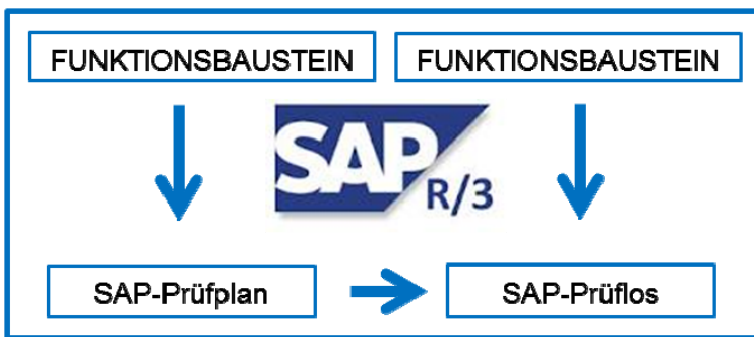 FUNKTIONSBAUSTEIN
FUNKTIONSBAUSTEIN
SAP
R/3
SAP-Prüfplan
SAP-Prüflos